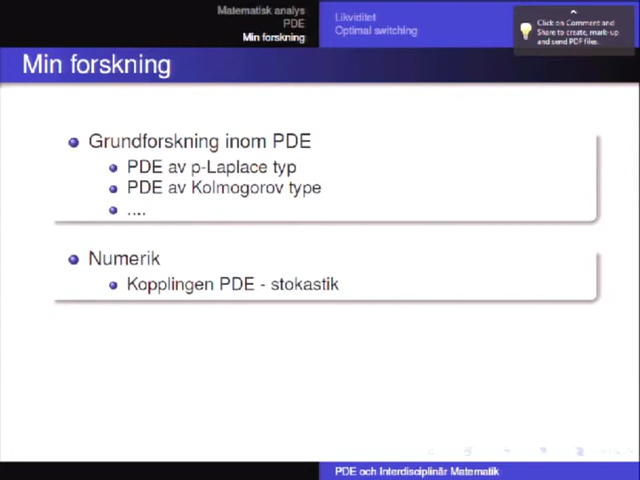 Matematisk analys
PDE
Min forskning
Likviditet
Optimal switching
Click on Comment and
Share to create, mark-up
and send PDF files.
Min forskning
Grundforskning inom PDE
PDE av p-Laplace typ
PDE av Kolmogorov type
....
Numerik
Kopplingen PDE - stokastik
PDE och Interdisciplinär Matematik